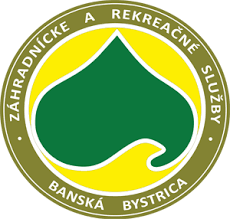 · ZÁHRADNÍCKE A REKREAČNÉ SLUŽBY ·
BANSKÁ BYSTRICA